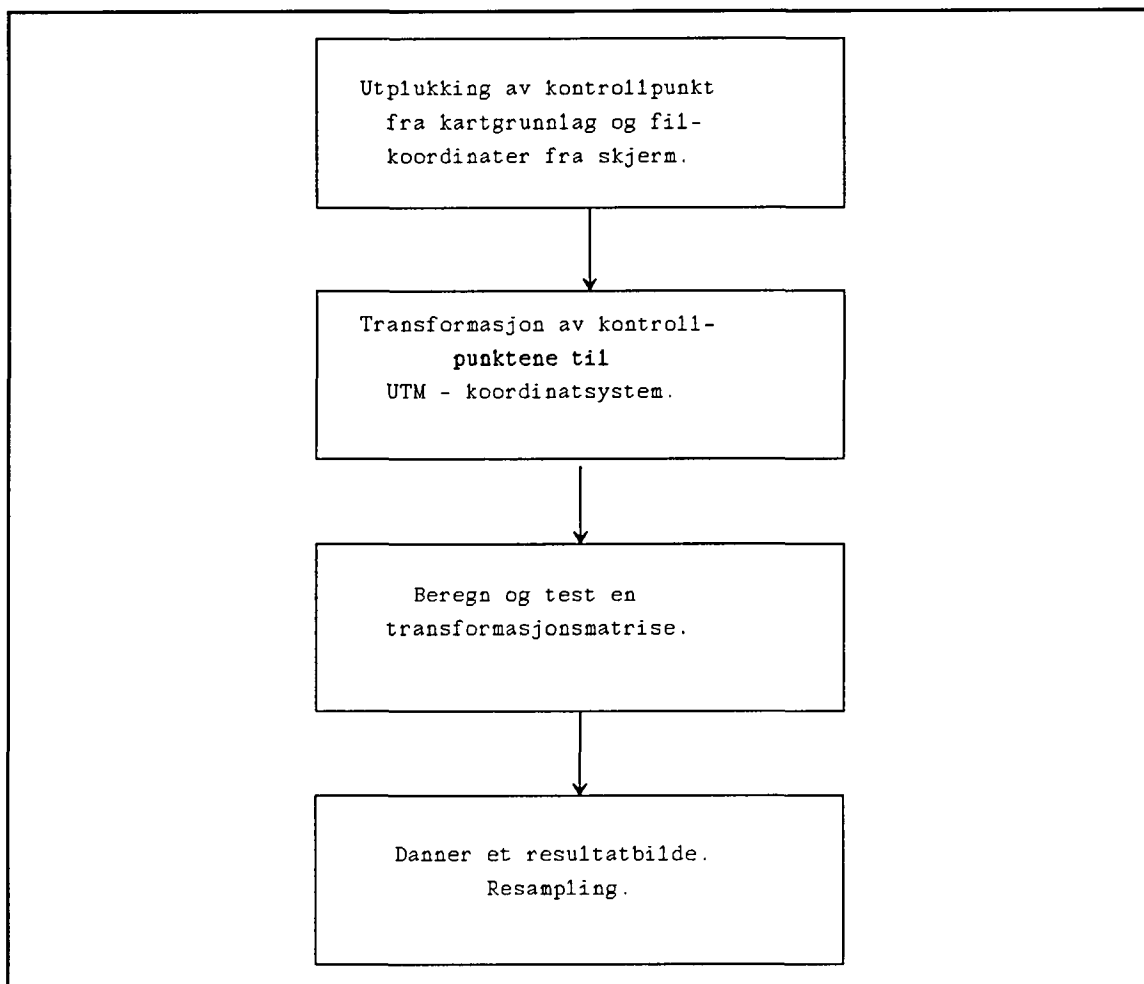 Utplukking av kontrollpunkt
fra kartgrunnlag og fil-
koordinater fra skjerm.
Transformasjon av kontroll-
punktene til
UTM - koordinatsystem.
Beregn og test en
transformasjonsmatrise.
Danner et resultatbilde.
Resampling.